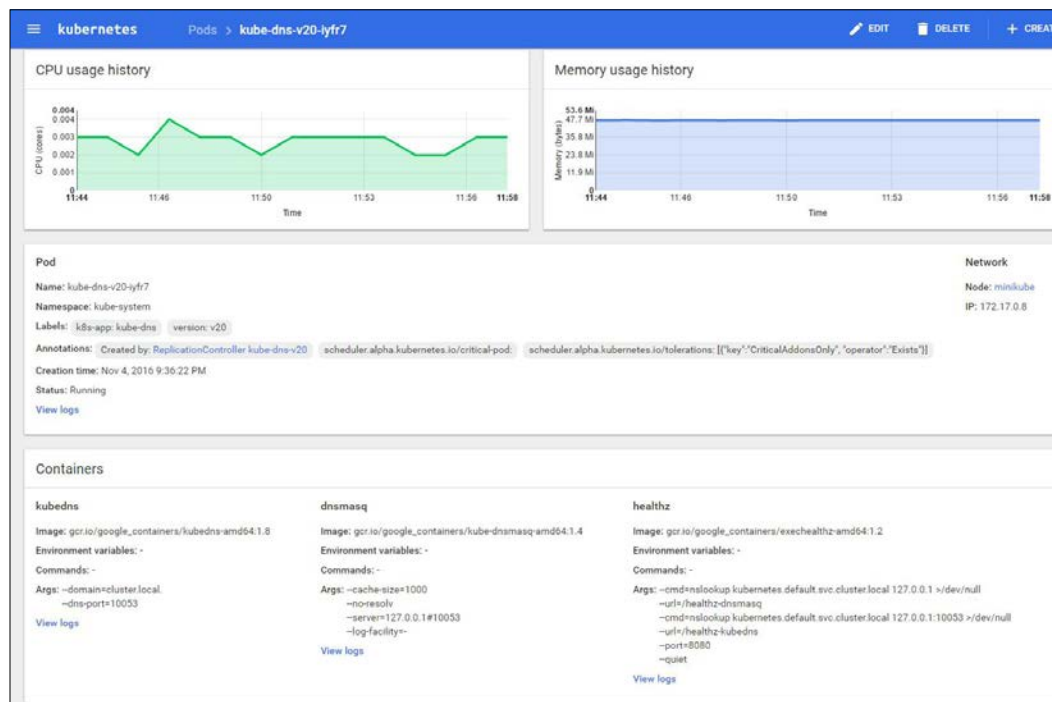 kubernetes Pods > kube-dns-v20-iyfr7 EDIT DELETE + CREAT
CPU usage history
0.004
0.004
0.003
0.002
0.001
0
CPU (cores)
11:44 11:46 11:50 11:53 11:56 11:58
Time
Memory usage history
53.6 Mi
47.7 Mi
35.8 Mi
23.8 Mi
11.9 Mi
0
Memory (bytes)
11:44 11:46 11:50 11:53 11:56 11:58
Time
Pod
Name: kube-dns-v20-iyfr7
Namespace: kube-system
Labels: k8s-app: kube-dns version: v20
Annotations: Created by: ReplicationController kube-dns-v20 scheduler.alpha.kubernetes.io/critical-pod: scheduler.alpha.kubernetes.io/tolerations: [{"key":"CriticalAddonsOnly", "operator":"Exists"}]
Creation time: Nov 4, 2016 9:36:22 PM
Status: Running
View logs
Network
Node: minikube
IP: 172.17.0.8
Containers
kubedns
Image: gcr.io/google_containers/kubedns-amd64:1.8
Environment variables: -
Commands: -
Args: --domain=cluster.local.
--dns-port=10053
View logs
dnsmasq
Image: gcr.io/google_containers/kube-dnsmasq-amd64:1.4
Environment variables: -
Commands: -
Args: --cache-size=1000
--no-resolv
--server=127.0.0.1#10053
--log-facility=-
View logs
healthz
Image: gcr.io/google_containers/exechealthz-amd64:1.2
Environment variables: -
Commands: -
Args: --cmd=nslookup kubernetes.default.svc.cluster.local 127.0.0.1 >/dev/null
--url=/healthz-dnsmasq
--cmd=nslookup kubernetes.default.svc.cluster.local 127.0.0.1:10053 >/dev/null
--url=/healthz-kubedns
--port=8080
--quiet
View logs